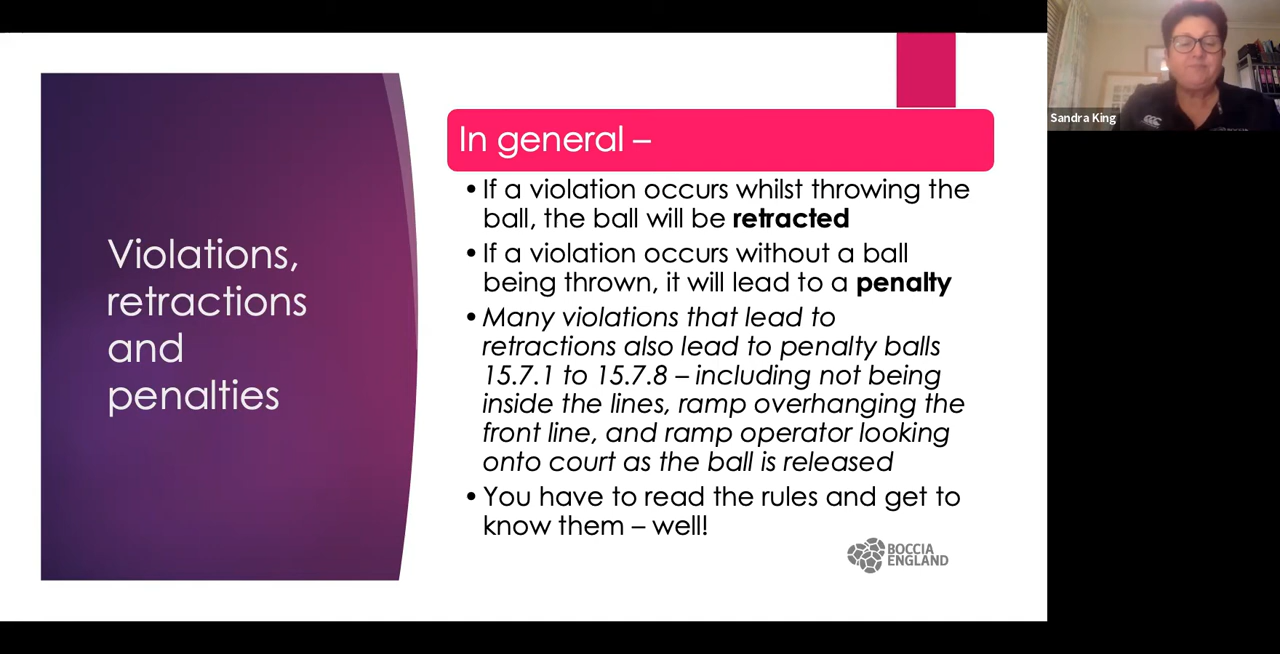 Violations,
retractions
and
penalties
In general –
• If a violation occurs whilst throwing the
ball, the ball will be retracted
• If a violation occurs without a ball
being thrown, it will lead to a penalty
• Many violations that lead to
retractions also lead to penalty balls
15.7.1 to 15.7.8 – including not being
inside the lines, ramp overhanging the
front line, and ramp operator looking
onto court as the ball is released
• You have to read the rules and get to
know them – well!
BOCCIA
ENGLAND
Sandra King